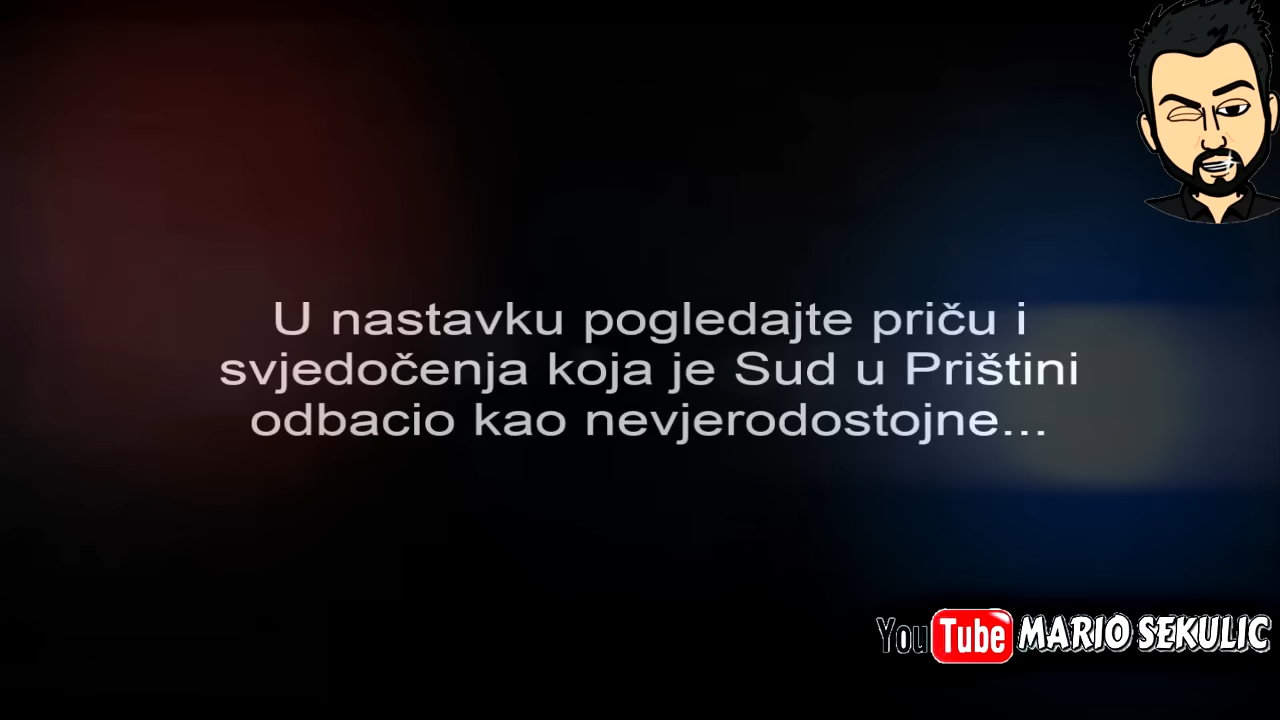 U nastavku pogledajte priču i
svjedočenja koja je Sud u Prištini
odbacio kao nevjerodostojne...
YouTube MARIO SEKULIC